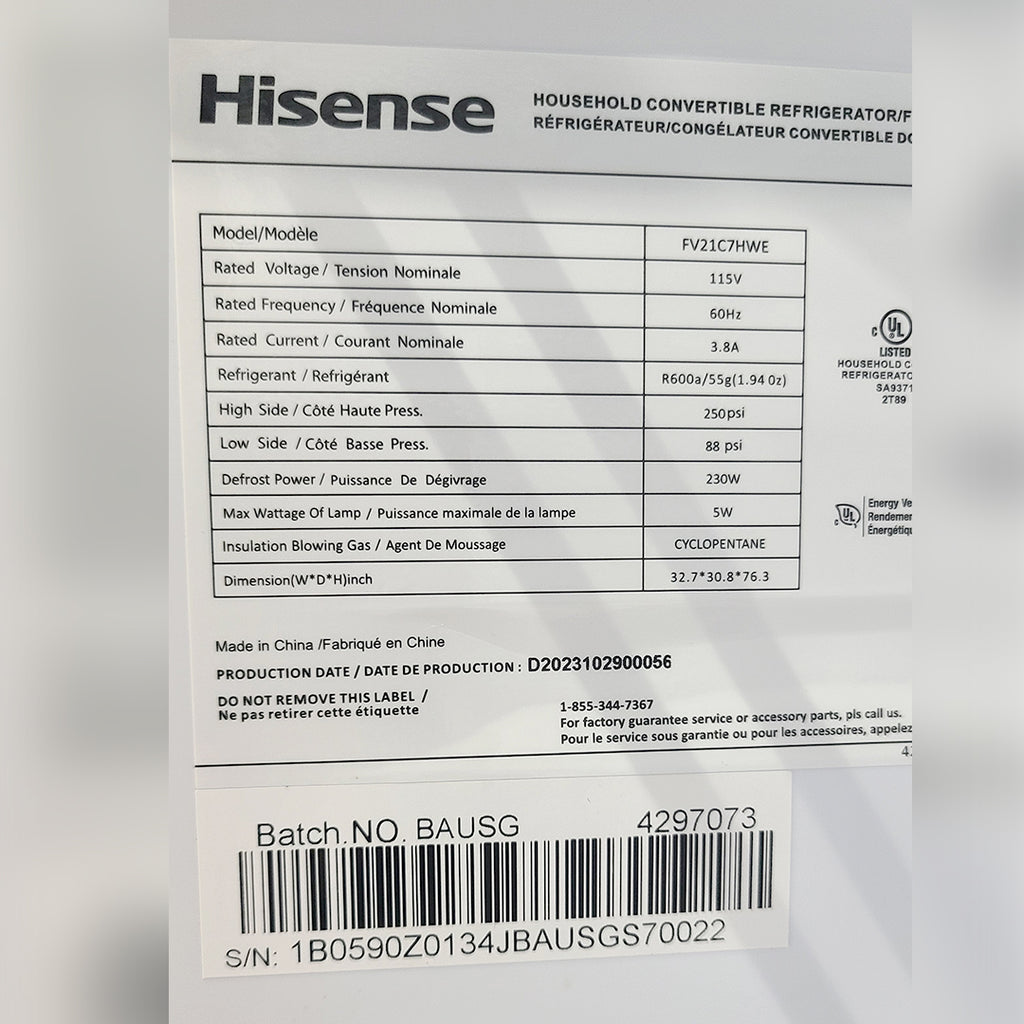 Hisense
HOUSEHOLD CONVERTIBLE REFRIGERATOR/F
RÉFRIGÉRATEUR/CONGÉLATEUR CONVERTIBLE DO
Model/Modèle FV21C7HWE
Rated Voltage / Tension Nominale 115V
Rated Frequency / Fréquence Nominale 60Hz
Rated Current / Courant Nominale 3.8A
Refrigerant / Refrigérant R600a/55g(1.94 Oz)
High Side / Côté Haute Press. 250psi
Low Side / Côté Basse Press. 88 psi
Defrost Power / Puissance De Dégivrage 230W
Max Wattage Of Lamp / Puissance maximale de la lampe 5W
Insulation Blowing Gas / Agent De Moussage CYCLOPENTANE
Dimension(W*D*H)inch 32.7*30.8*76.3
c UL
LISTED
HOUSEHOLD C
REFRIGERATO
SA9371
2T89
c UL
Energy Ve
Rendemen
Énergétiqu
Made in China /Fabriqué en Chine
PRODUCTION DATE / DATE DE PRODUCTION : D2023102900056
DO NOT REMOVE THIS LABEL /
Ne pas retirer cette étiquette
1-855-344-7367
For factory guarantee service or accessory parts, pls call us.
Pour le service sous garantie ou pour les accessoires, appelez
Batch.NO. BAUSG 4297073
S/N: 1B0590Z0134JBAUSGS70022